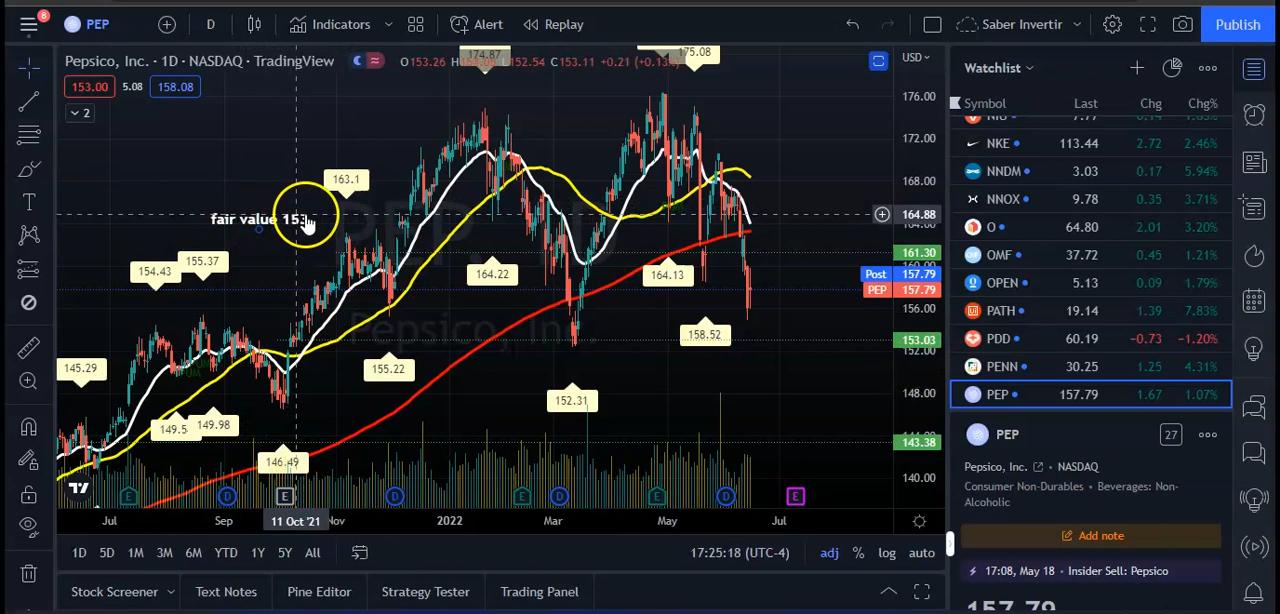 8
PEP
D
Indicators
Alert
Replay
Saber Invertir
Publish
Pepsico, Inc. · 1D · NASDAQ · TradingView
O153.26
L152.54 C153.11 +0.21
153.00 5.08 158.08
2
174.87
175.08
USD
176.00
172.00
168.00
164.88
161.30
Post 157.79
PEP 157.79
156.00
153.03
152.00
148.00
143.38
140.00
fair value
163.1
154.43
155.37
145.29
149.5
149.98
146.49
155.22
164.22
152.31
164.13
158.52
PEP, 1D
Pepsico, Inc.
E D E D E D E D E
Jul Sep 11 Oct '21 Nov 2022 Mar May Jul
1D 5D 1M 3M 6M YTD 1Y 5Y All
17:25:18 (UTC-4) adj % log auto
Stock Screener Text Notes Pine Editor Strategy Tester Trading Panel
Watchlist
Symbol Last Chg Chg%
NKE 113.44 2.72 2.46%
NNDM 3.03 0.17 5.94%
NNOX 9.78 0.35 3.71%
O 64.80 2.01 3.20%
OMF 37.72 0.45 1.21%
OPEN 5.13 0.09 1.79%
PATH 19.14 1.39 7.83%
PDD 60.19 −0.73 −1.20%
PENN 30.25 1.25 4.31%
PEP 157.79 1.67 1.07%
PEP 27
Pepsico, Inc. · NASDAQ
Consumer Non-Durables · Beverages: Non-
Alcoholic
Add note
17:08, May 18 · Insider Sell: Pepsico
157.79